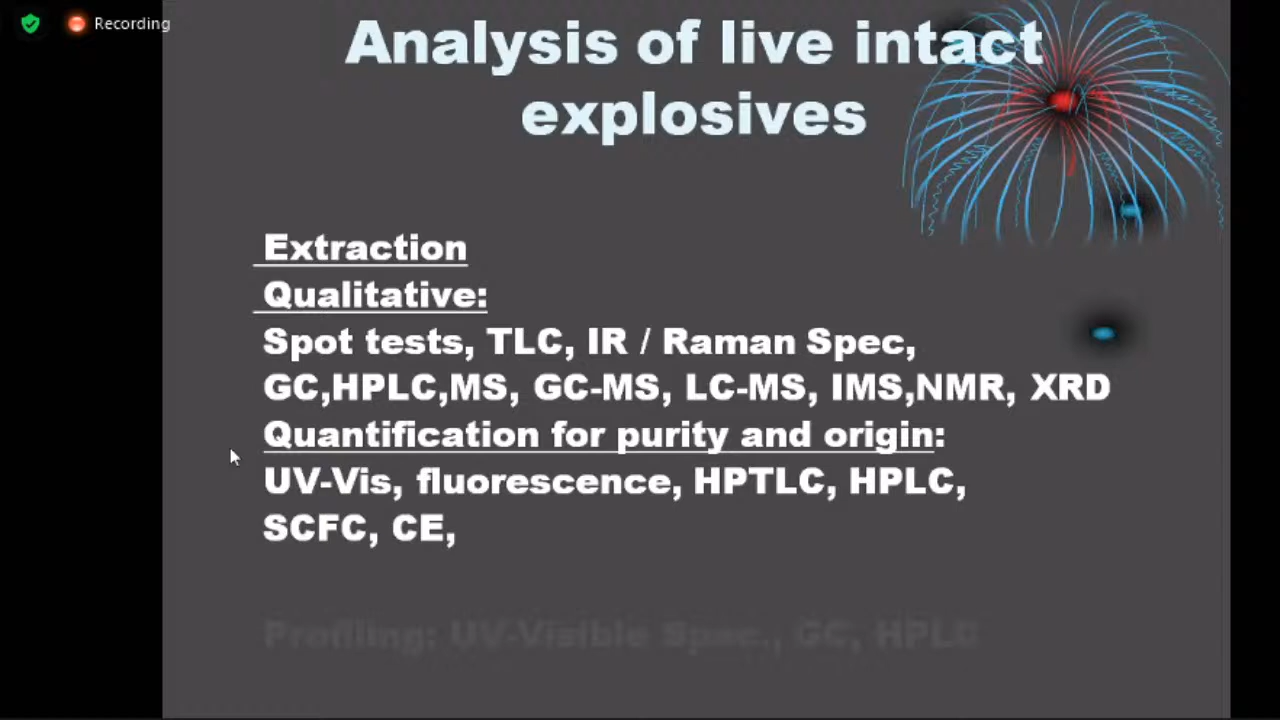 Recording
Analysis of live intact
explosives
Extraction
Qualitative:
Spot tests, TLC, IR / Raman Spec,
GC,HPLC,MS, GC-MS, LC-MS, IMS,NMR, XRD
Quantification for purity and origin:
UV-Vis, fluorescence, HPTLC, HPLC,
SCFC, CE,
Profiling: UV-Visible Spec., GC, HPLC